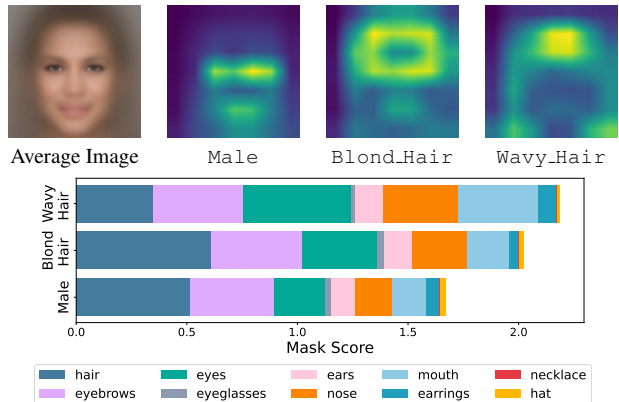 Average Image
Male
Blond_Hair
Wavy_Hair
Wavy
Hair
Blond
Hair
Male
0.0 0.5 1.0 1.5 2.0
Mask Score
hair eyes ears mouth necklace
eyebrows eyeglasses nose earrings hat